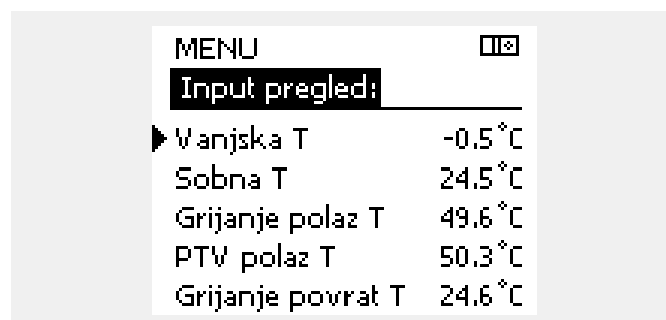 MENU
Input pregled:
Vanjska T -0.5°C
Sobna T 24.5°C
Grijanje polaz T 49.6°C
PTV polaz T 50.3°C
Grijanje povrat T 24.6°C